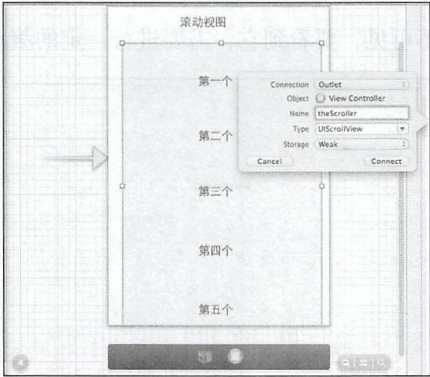 滚动视图
第一个
Connection Outlet
Object View Controller
Name theScroller
第二个
Type UIScrollView
Storage Weak
Cancel Connect
第三个
第四个
第五个